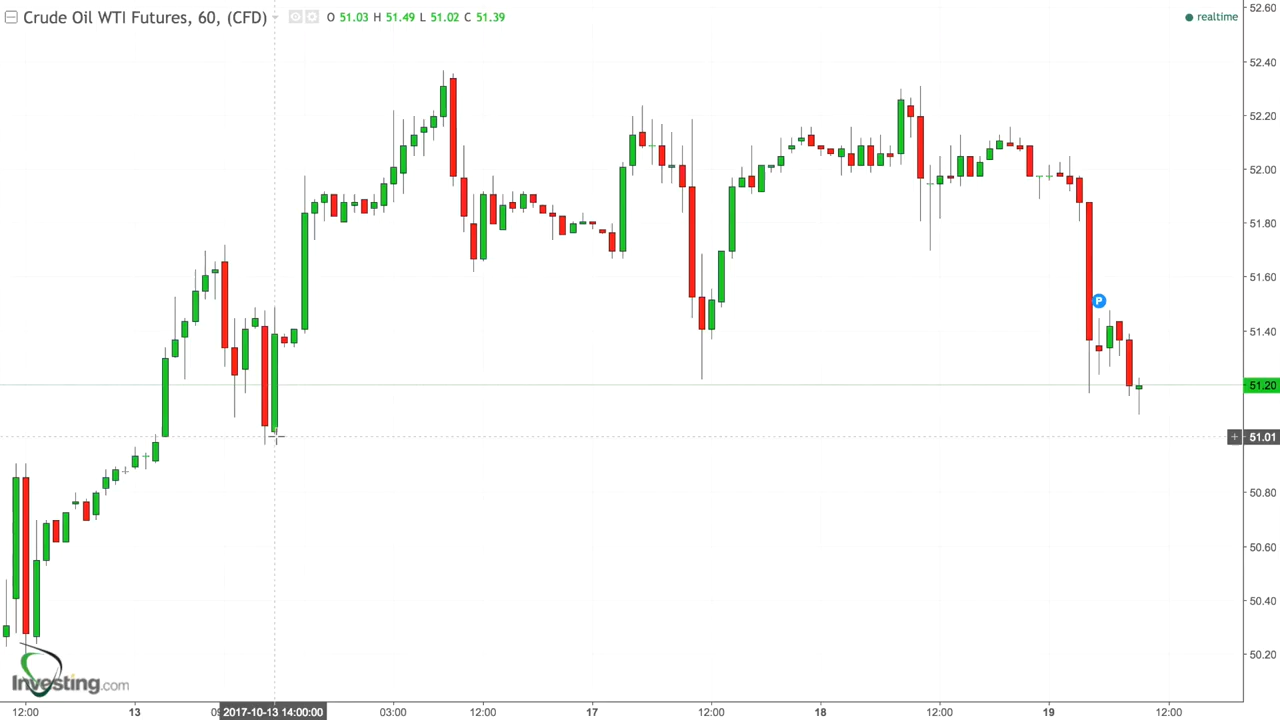 Crude Oil WTI Futures, 60, (CFD) O 51.03 H 51.49 L 51.02 C 51.39
realtime
52.60
52.40
52.20
52.00
51.80
51.60
P
51.40
51.20
51.01
50.80
50.60
50.40
50.20
Investing.com
12:00 13 2017-10-13 14:00:00 03:00 12:00 17 12:00 18 12:00 19 12:00